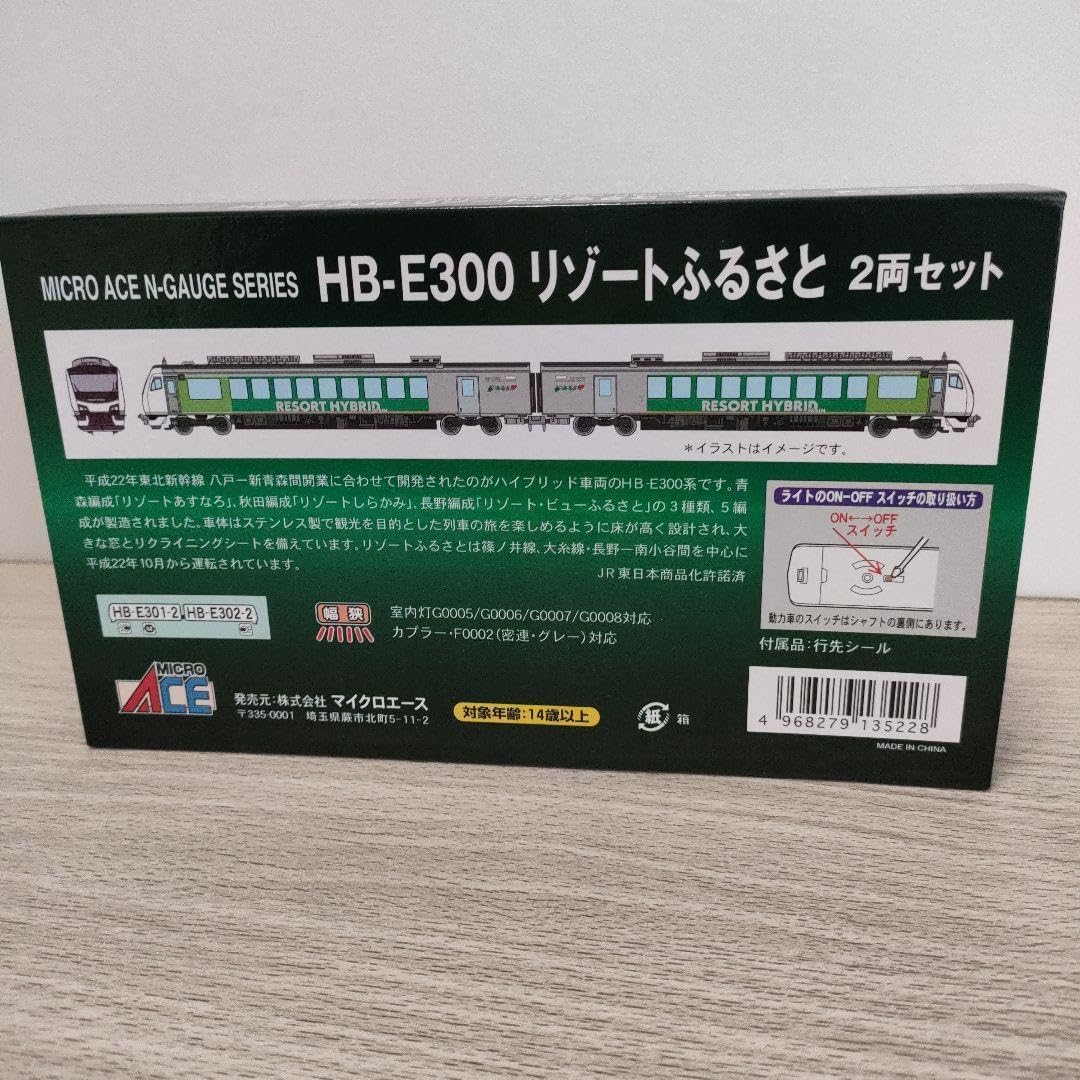 MICRO ACE N-GAUGE SERIES HB-E300 リゾートふるさと 2両セット
RESORT HYBRID
RESORT HYBRID
*イラストはイメージです。
平成22年東北新幹線 八戸ー新青森間開業に合わせて開発されたのがハイブリッド車両のHB-E300系です。青
森編成「リゾートあすなろ」、秋田編成「リゾートしらかみ」、長野編成「リゾート・ビューふるさと」の3種類、5編
成が製造されました。車体はステンレス製で観光を目的とした列車の旅を楽しめるように床が高く設計され、大
きな窓とリクライニングシートを備えています。リゾートふるさとは篠ノ井線、大糸線・長野ー南小谷間を中心に
平成22年10月から運転されています。
JR東日本商品化許諾済
ライトのON-OFF スイッチの取り扱い方
ON←→OFF
スイッチ
動力車のスイッチはシャフトの裏側にあります。
付属品:行先シール
HB-E301-2 HB-E302-2
幅狭
室内灯G0005/G0006/G0007/G0008対応
カプラー・F0002(密連・グレー)対応
MICRO
ACE
発売元:株式会社 マイクロエース
〒335-0001 埼玉県蕨市北町5-11-2
対象年齢:14歳以上
紙 箱
4 968279 135228
MADE IN CHINA